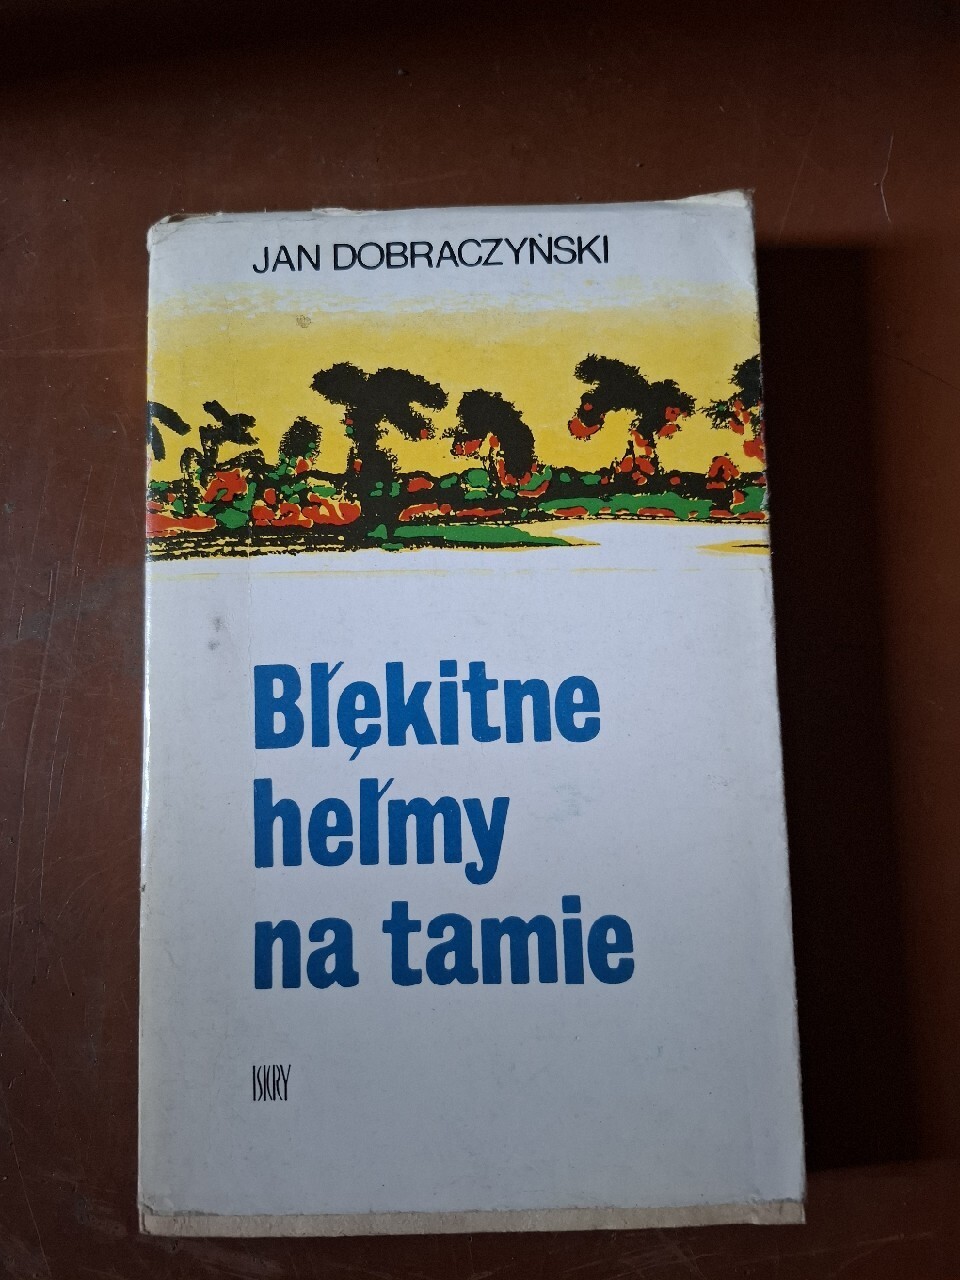 JAN DOBRACZYŃSKI
Błękitne
hełmy
na tamie
ISKRY